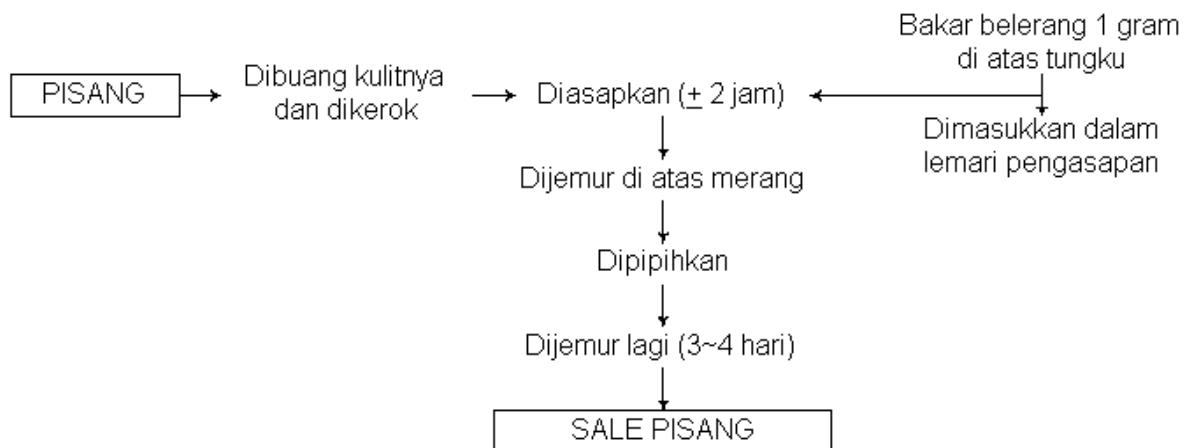 PISANG
Dibuang kulitnya
dan dikerok
Diasapkan (± 2 jam)
Bakar belerang 1 gram
di atas tungku
Dimasukkan dalam
lemari pengasapan
Dijemur di atas merang
Dipipihkan
Dijemur lagi (3~4 hari)
SALE PISANG